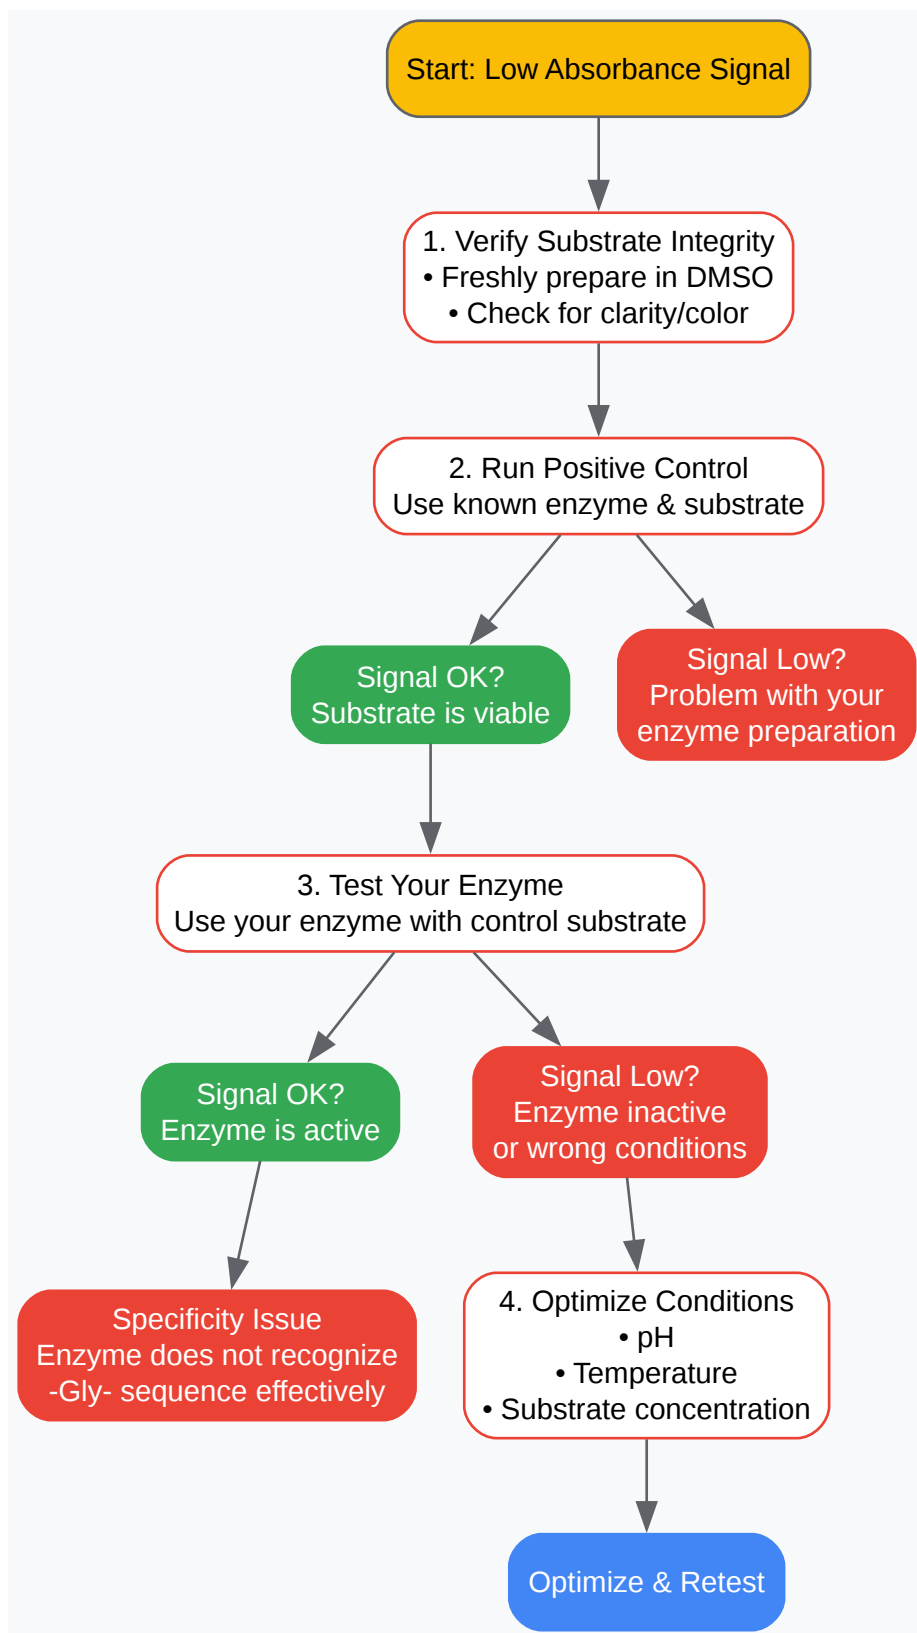 Start: Low Absorbance Signal
1. Verify Substrate Integrity
• Freshly prepare in DMSO
• Check for clarity/color
2. Run Positive Control
Use known enzyme & substrate
Signal OK?
Substrate is viable
Signal Low?
Problem with your
enzyme preparation
3. Test Your Enzyme
Use your enzyme with control substrate
Signal OK?
Enzyme is active
Signal Low?
Enzyme inactive
or wrong conditions
Specificity Issue
Enzyme does not recognize
-Gly- sequence effectively
4. Optimize Conditions
• pH
• Temperature
• Substrate concentration
Optimize & Retest